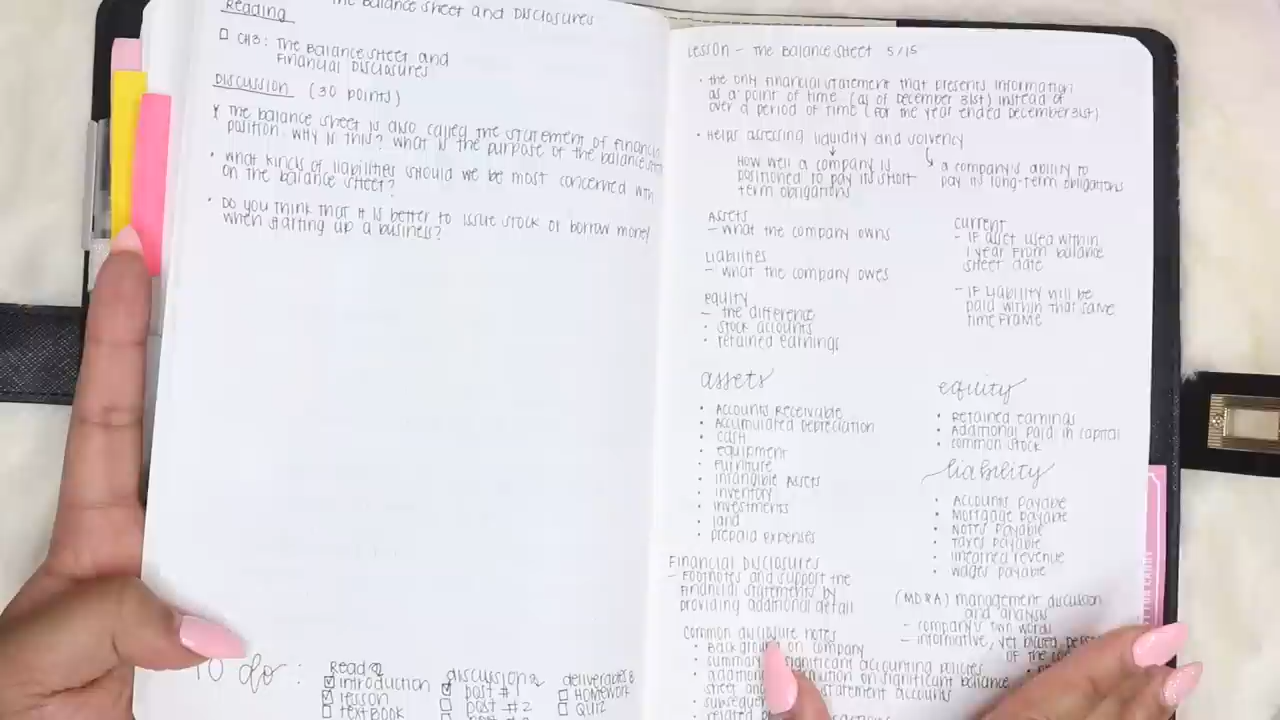 The Balance Sheet and Disclosures
Reading
CH3: The Balance Sheet and
Financial Disclosures
Discussion (30 points)
The balance sheet is also called the statement of financial
position. Why is this? What is the purpose of the balance sheet
• What kinds of liabilities should we be most concerned with
on the balance sheet?
• Do you think that it is better to issue stock or borrow money
when starting up a business?
TO do:
Reading
Introduction
Lesson
Textbook
Discussion
post #1
post #2
deliverables
Homework
Quiz
Lesson - The Balance Sheet 5/15
• The only financial statement that presents information
as a point of time (as of December 31st) instead of
over a period of time (for the year ended December 31st)
• Helps assessing liquidity and solvency
How well a company is
positioned to pay its short
term obligations
a company's ability to
pay its long-term obligations
Assets
- What the company owns
Liabilities
- What the company owes
Equity
- the difference
• stock accounts
• retained earnings
Current
- IF asset used within
1 year from balance
sheet date
- IF Liability will be
paid within that same
time frame
assets
• Accounts Receivable
• Accumulated Depreciation
• cash
• equipment
• furniture
• intangible Assets
• inventory
• investments
• land
• prepaid expenses
equity
• Retained earnings
• Additional Paid in capital
• common stock
liability
• Accounts payable
• Mortgage payable
• Notes payable
• Taxes payable
• Unearned revenue
• Wages payable
Financial Disclosures
- Footnotes and support the
financial statements by
providing additional detail
Common disclosure notes
• Background on company
• significant accounting policies
• on significant balance
sheet and statement accounts
(MD&A) management discussion
and analysis
- company's own words
- informative, yet biased
of the